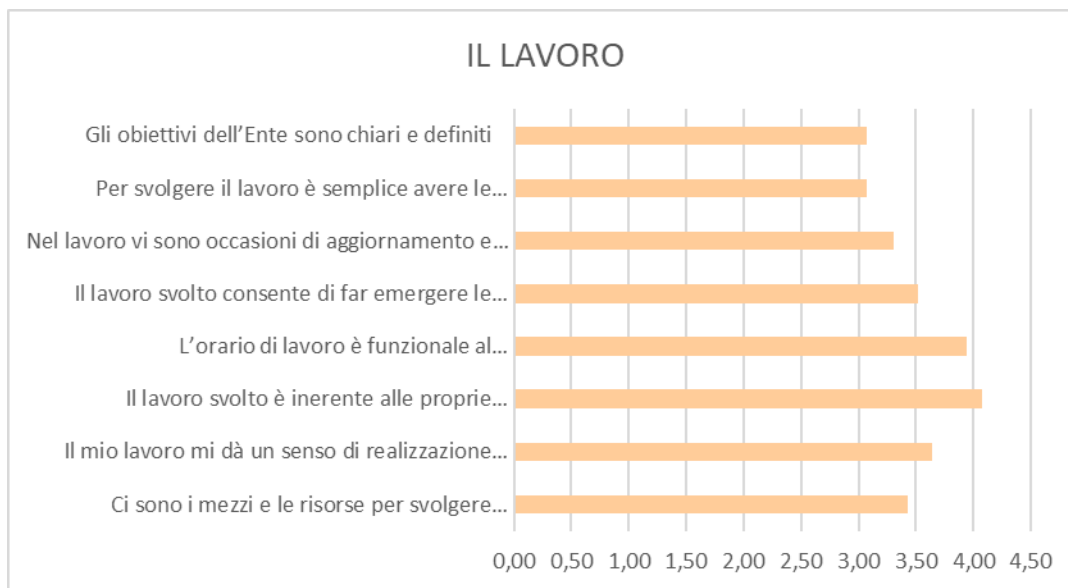 IL LAVORO
Gli obiettivi dell’Ente sono chiari e definiti
Per svolgere il lavoro è semplice avere le...
Nel lavoro vi sono occasioni di aggiornamento e...
Il lavoro svolto consente di far emergere le...
L’orario di lavoro è funzionale al...
Il lavoro svolto è inerente alle proprie...
Il mio lavoro mi dà un senso di realizzazione...
Ci sono i mezzi e le risorse per svolgere...
0,00 0,50 1,00 1,50 2,00 2,50 3,00 3,50 4,00 4,50